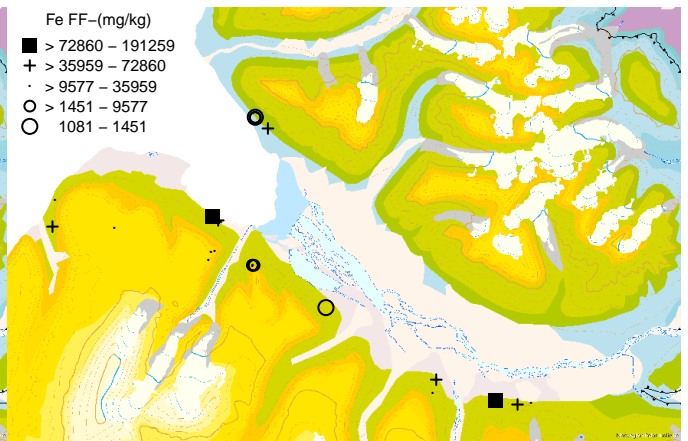 Fe FF−(mg/kg)
> 72860 − 191259
> 35959 − 72860
> 9577 − 35959
> 1451 − 9577
1081 − 1451